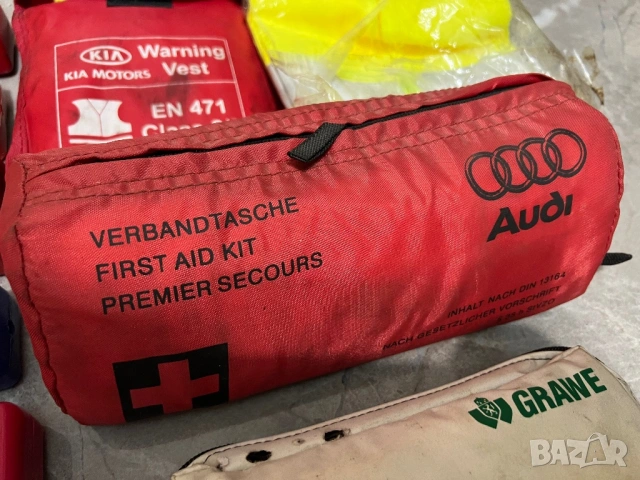 KIA
KIA MOTORS
Warning
Vest
EN 471
Audi
VERBANDTASCHE
FIRST AID KIT
PREMIER SECOURS
INHALT: NACH DIN 13164
NACH GESETZLICHER VORSCHRIFT
GRAWE
BAZAR
bg